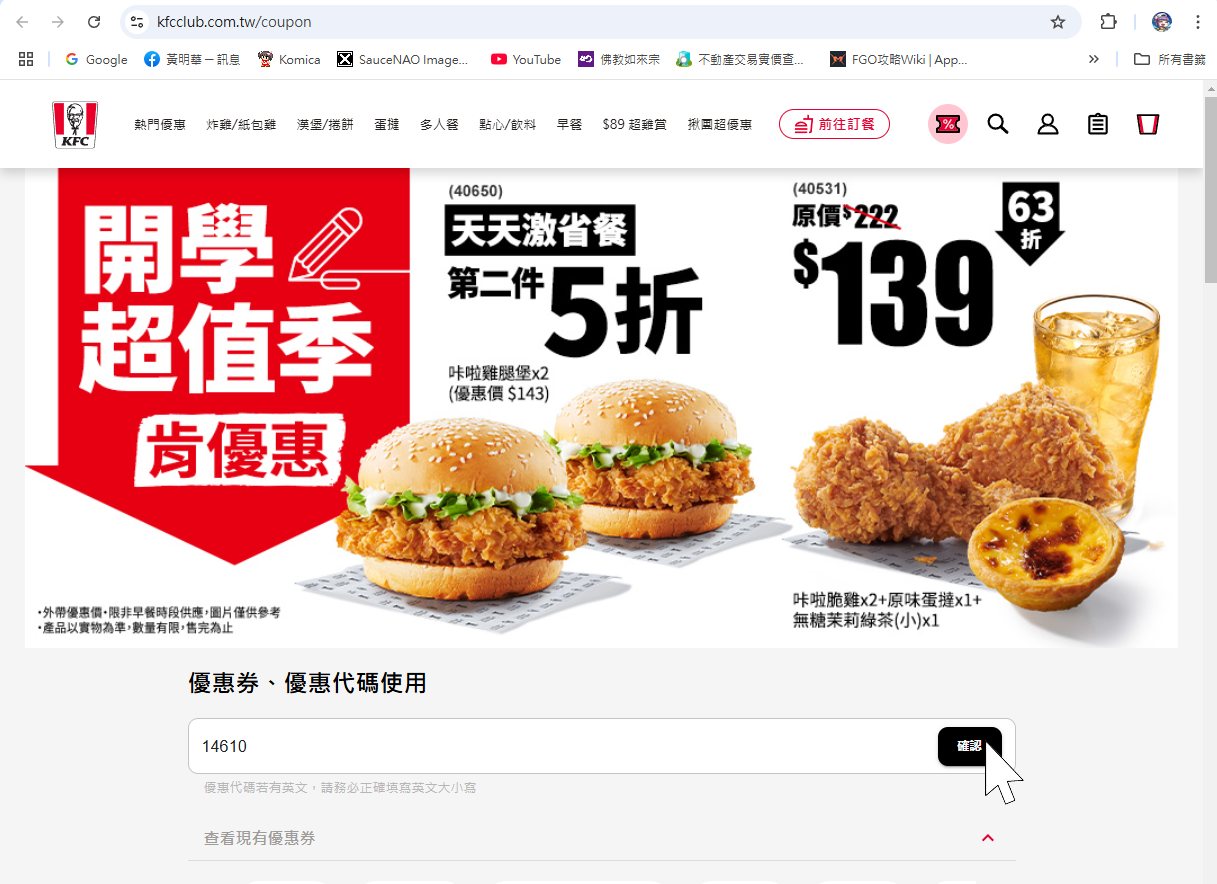 kfcclub.com.tw/coupon
Google
黃明華 – 訊息
Komica
SauceNAO Image...
YouTube
佛教如來宗
不動產交易實價查...
FGO攻略Wiki | App...
»
所有書籤
KFC
熱門優惠
炸雞/紙包雞
漢堡/捲餅
蛋撻
多人餐
點心/飲料
早餐
$89 超雞賞
揪團超優惠
前往訂餐
開學
超值季
肯優惠
(40650)
天天激省餐
第二件
5折
咔啦雞腿堡x2
(優惠價 $143)
(40531)
原價$222
$139
63
折
咔啦脆雞x2+原味蛋撻x1+
無糖茉莉綠茶(小)x1
•外帶優惠價•限非早餐時段供應,圖片僅供參考
•產品以實物為準,數量有限,售完為止
優惠券、優惠代碼使用
14610
確認
優惠代碼若有英文，請務必正確填寫英文大小寫
查看現有優惠券